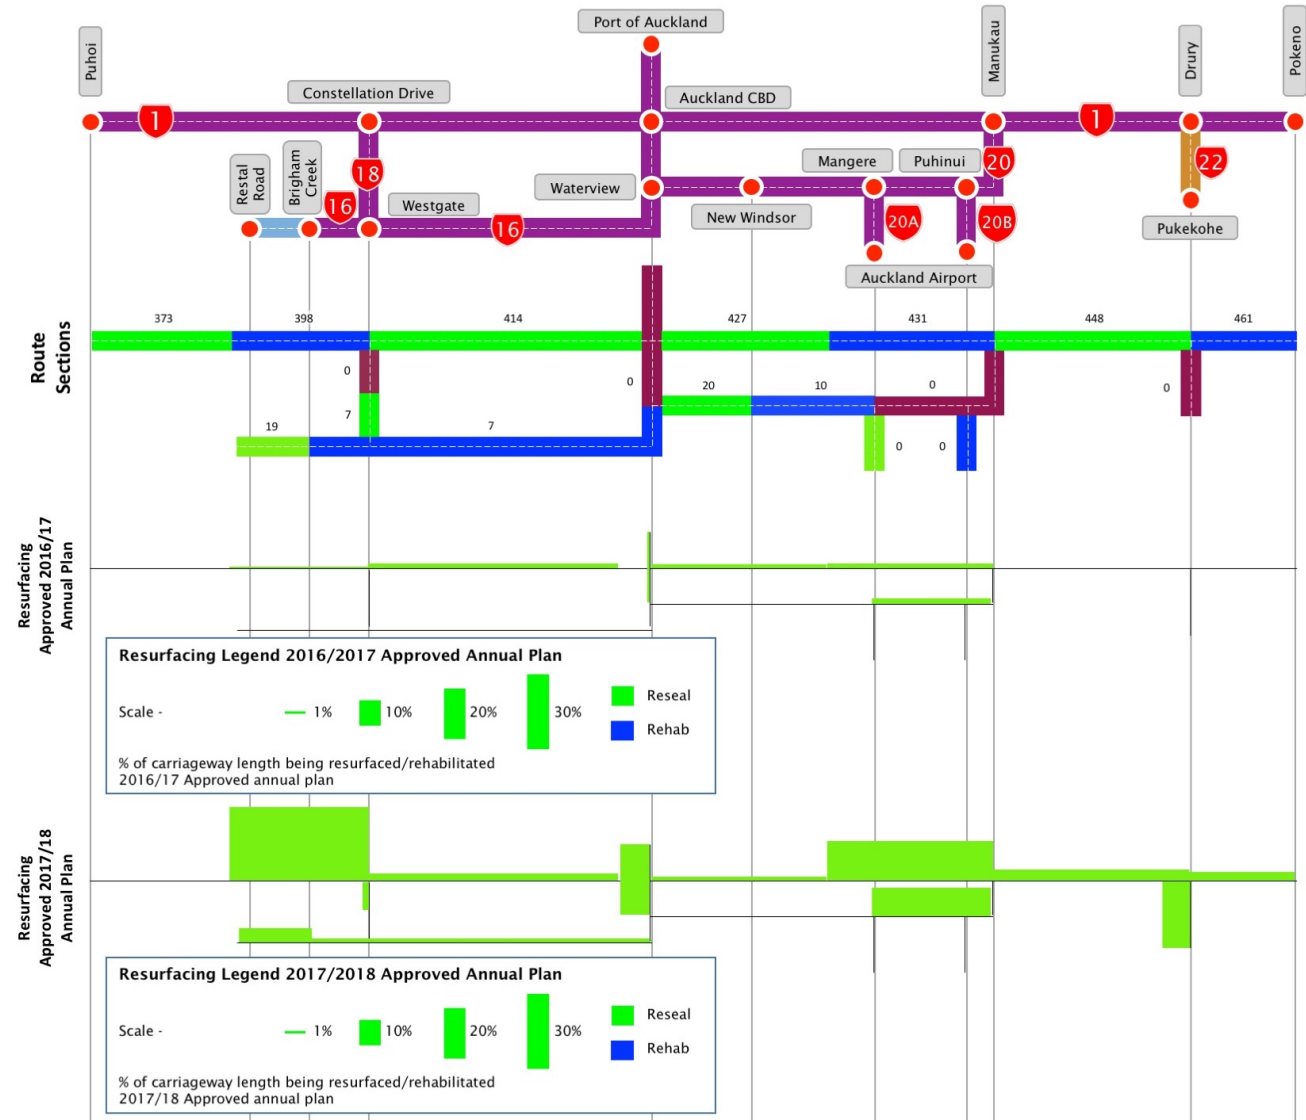 Puhoi
Port of Auckland
Manukau
Drury
Pokeno
Constellation Drive
Auckland CBD
1
1
Restal
Road
Brigham
Creek
18
16
Westgate
16
Waterview
New Windsor
Mangere
Puhinui
20
20A
20B
22
Auckland Airport
Pukekohe
Route
Sections
373
398
414
427
431
448
461
0
7
19
7
0
20
10
0
0
0
0
Resurfacing
Approved 2016/17
Annual Plan
Resurfacing Legend 2016/2017 Approved Annual Plan
Scale -
1%
10%
20%
30%
Reseal
Rehab
% of carriageway length being resurfaced/rehabilitated
2016/17 Approved annual plan
Resurfacing
Approved 2017/18
Annual Plan
Resurfacing Legend 2017/2018 Approved Annual Plan
Scale -
1%
10%
20%
30%
Reseal
Rehab
% of carriageway length being resurfaced/rehabilitated
2017/18 Approved annual plan